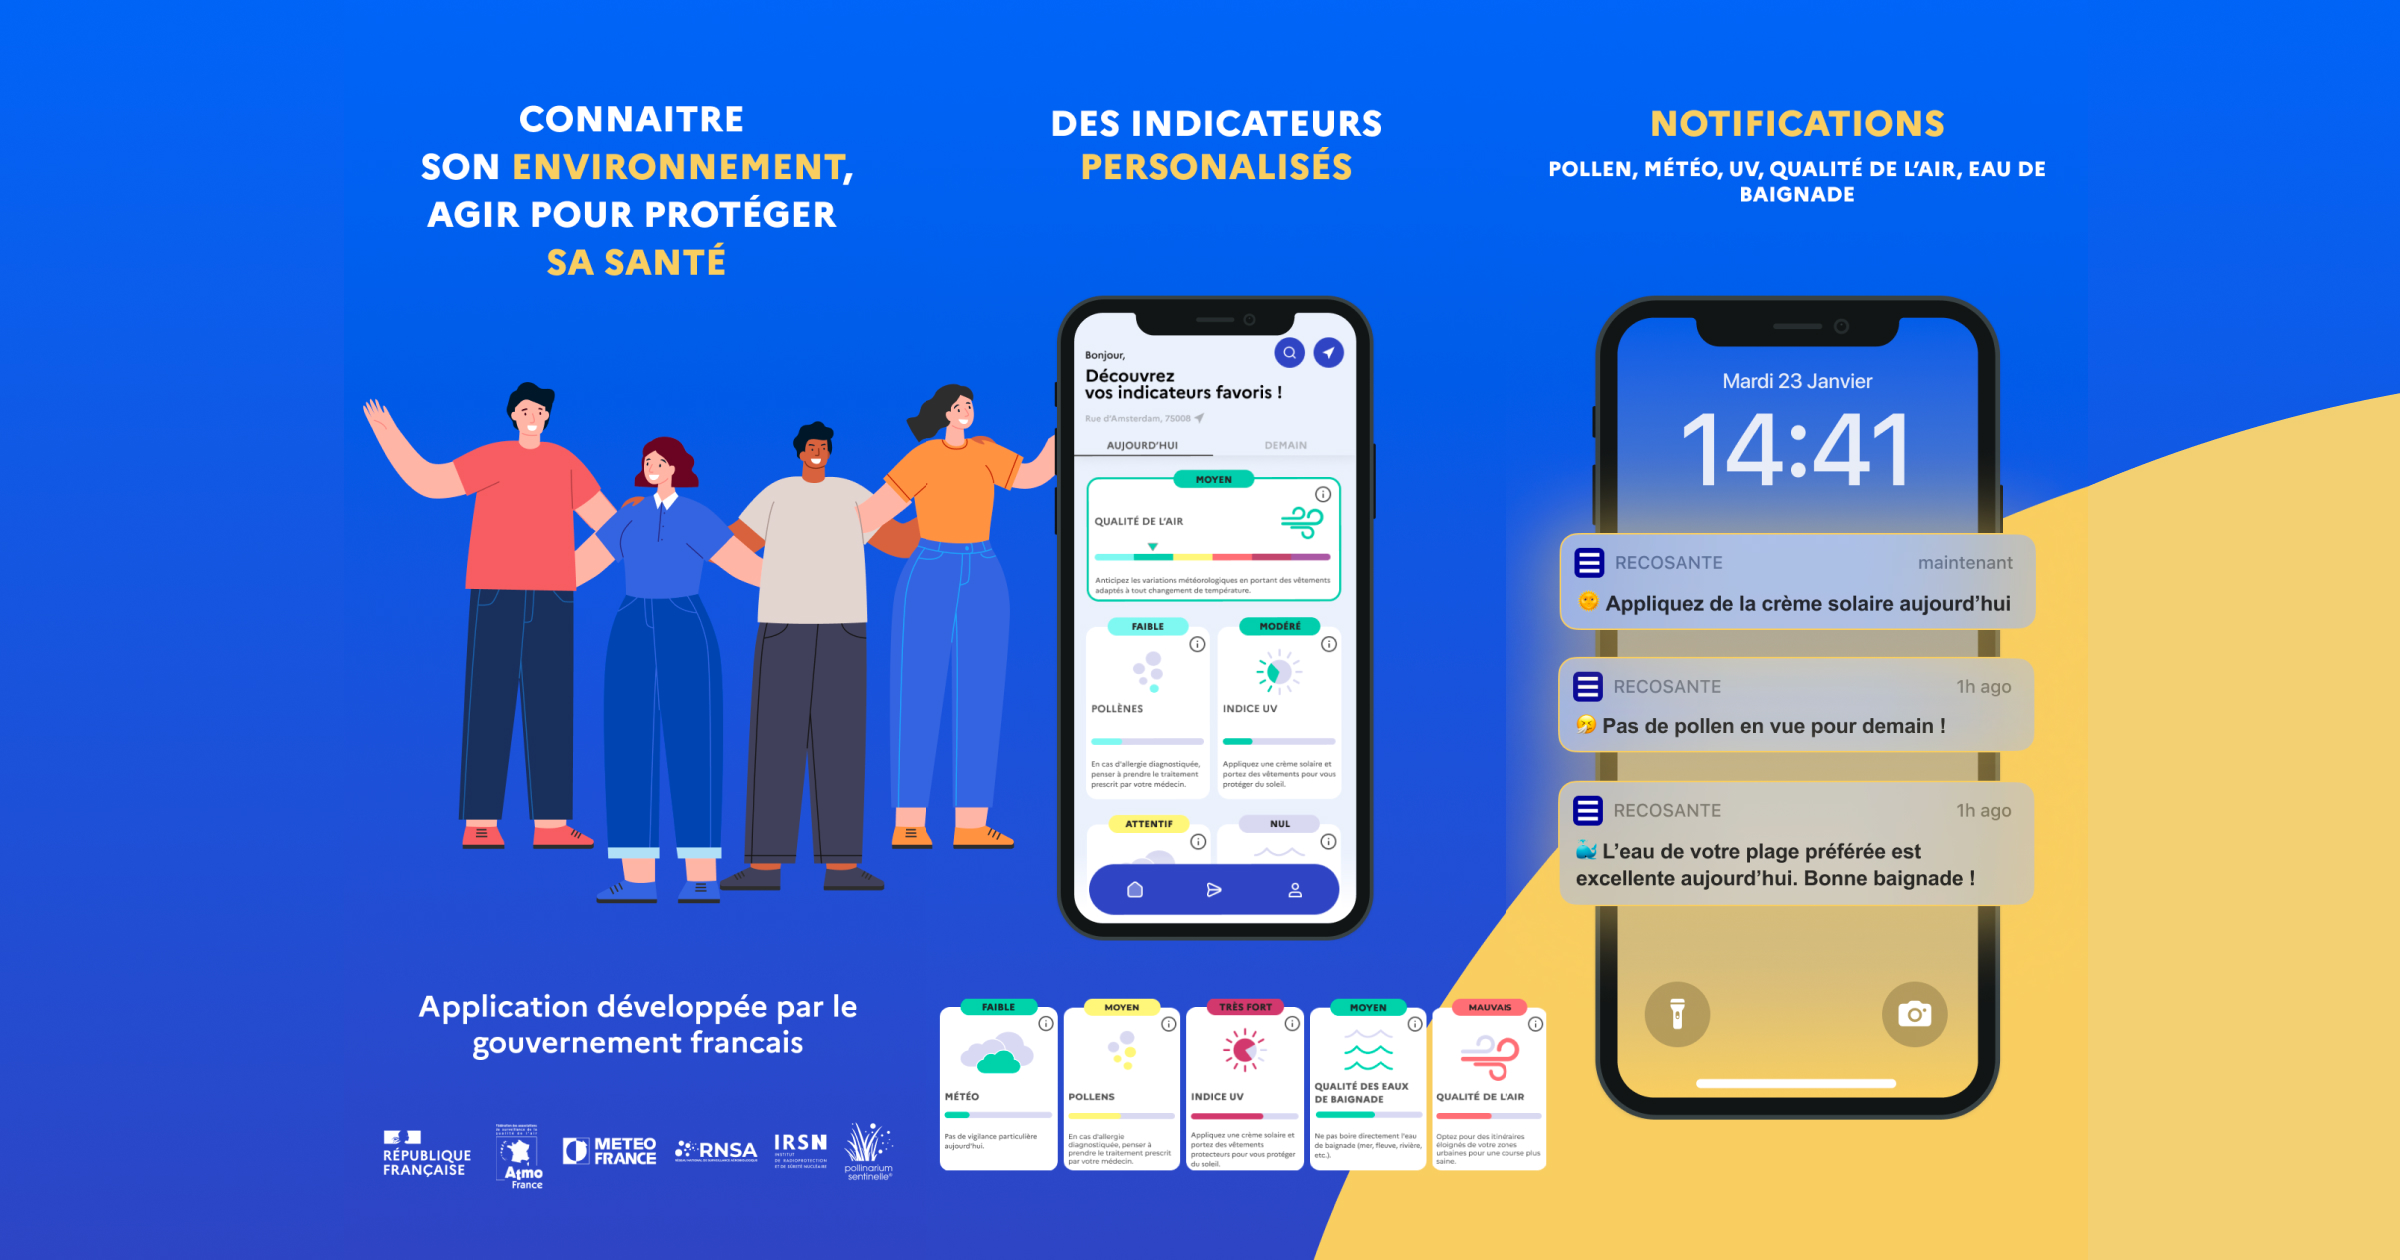 CONNAITRE
SON ENVIRONNEMENT,
AGIR POUR PROTÉGER
SA SANTÉ
Application développée par le
gouvernement francais
RÉPUBLIQUE
FRANÇAISE
Atmo
France
METEO
FRANCE
RNSA
IRSN
INSTITUT
DE RADIOPROTECTION
ET DE SÛRETÉ NUCLÉAIRE
pollinarium
sentinelle®
DES INDICATEURS
PERSONALISÉS
Bonjour,
Découvrez
vos indicateurs favoris !
Rue d'Amsterdam, 75008
AUJOURD'HUI
DEMAIN
MOYEN
QUALITÉ DE L'AIR
Anticipez les variations météorologiques en portant des vêtements
adaptés à tout changement de température.
FAIBLE
POLLÈNES
En cas d'allergie diagnostiquée,
penser à prendre le traitement
prescrit par votre médecin.
MODÉRÉ
INDICE UV
Appliquez une crème solaire et
portez des vêtements pour vous
protéger du soleil.
ATTENTIF
NUL
FAIBLE
MÉTÉO
Pas de vigilance particulière
aujourd'hui.
MOYEN
POLLENS
En cas d'allergie
diagnostiquée, penser à
prendre le traitement prescrit
par votre médecin.
TRÈS FORT
INDICE UV
Appliquez une crème solaire et
portez des vêtements
protecteurs pour vous protéger
du soleil.
MOYEN
QUALITÉ DES EAUX
DE BAIGNADE
Ne pas boire directement l'eau
de baignade (mer, fleuve, rivière,
etc.).
MAUVAIS
QUALITÉ DE L'AIR
Optez pour des itinéraires
éloignés de votre zones
urbaines pour une course plus
saine.
NOTIFICATIONS
POLLEN, MÉTÉO, UV, QUALITÉ DE L'AIR, EAU DE
BAIGNADE
Mardi 23 Janvier
14:41
RECOSANTE
maintenant
🌞 Appliquez de la crème solaire aujourd'hui
RECOSANTE
1h ago
🤧 Pas de pollen en vue pour demain !
RECOSANTE
1h ago
🐳 L'eau de votre plage préférée est
excellente aujourd'hui. Bonne baignade !